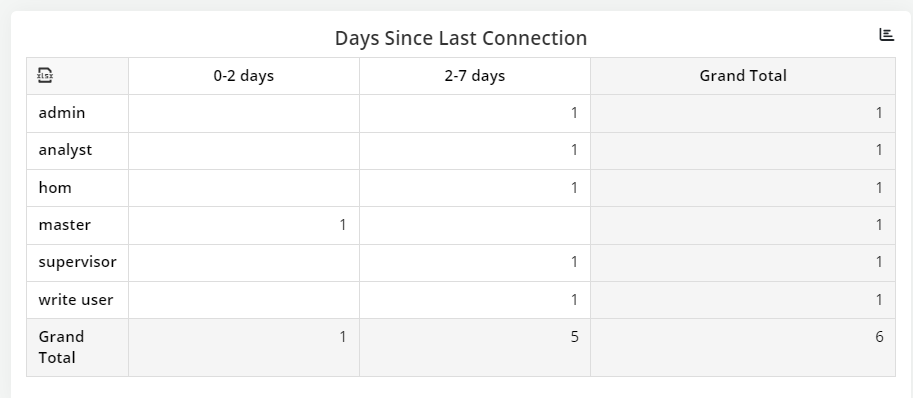 Days Since Last Connection
xlsx 0-2 days 2-7 days Grand Total
admin 1 1
analyst 1 1
hom 1 1
master 1 1
supervisor 1 1
write user 1 1
Grand Total 1 5 6